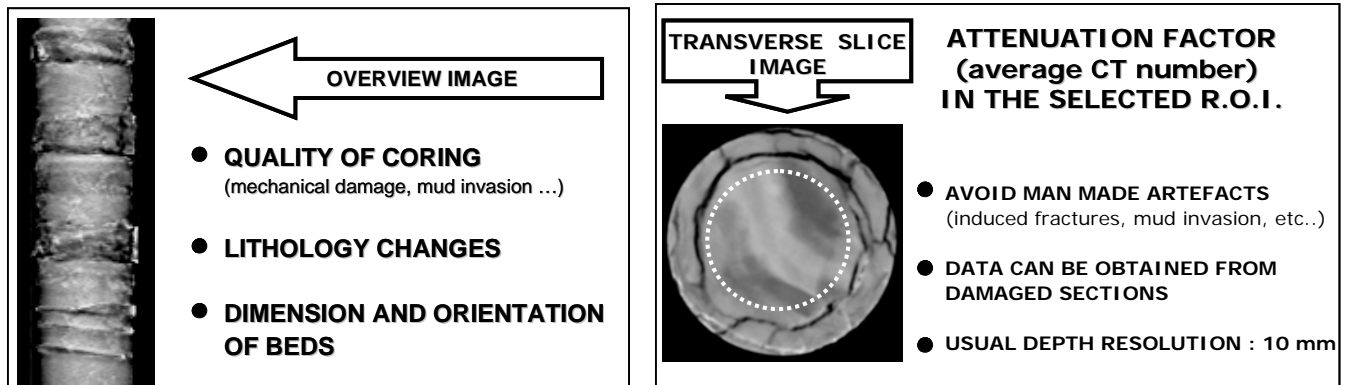 OVERVIEW IMAGE
● QUALITY OF CORING
(mechanical damage, mud invasion ...)
● LITHOLOGY CHANGES
● DIMENSION AND ORIENTATION
OF BEDS
TRANSVERSE SLICE
IMAGE
ATTENUATION FACTOR
(average CT number)
IN THE SELECTED R.O.I.
● AVOID MAN MADE ARTEFACTS
(induced fractures, mud invasion, etc..)
● DATA CAN BE OBTAINED FROM
DAMAGED SECTIONS
● USUAL DEPTH RESOLUTION : 10 mm